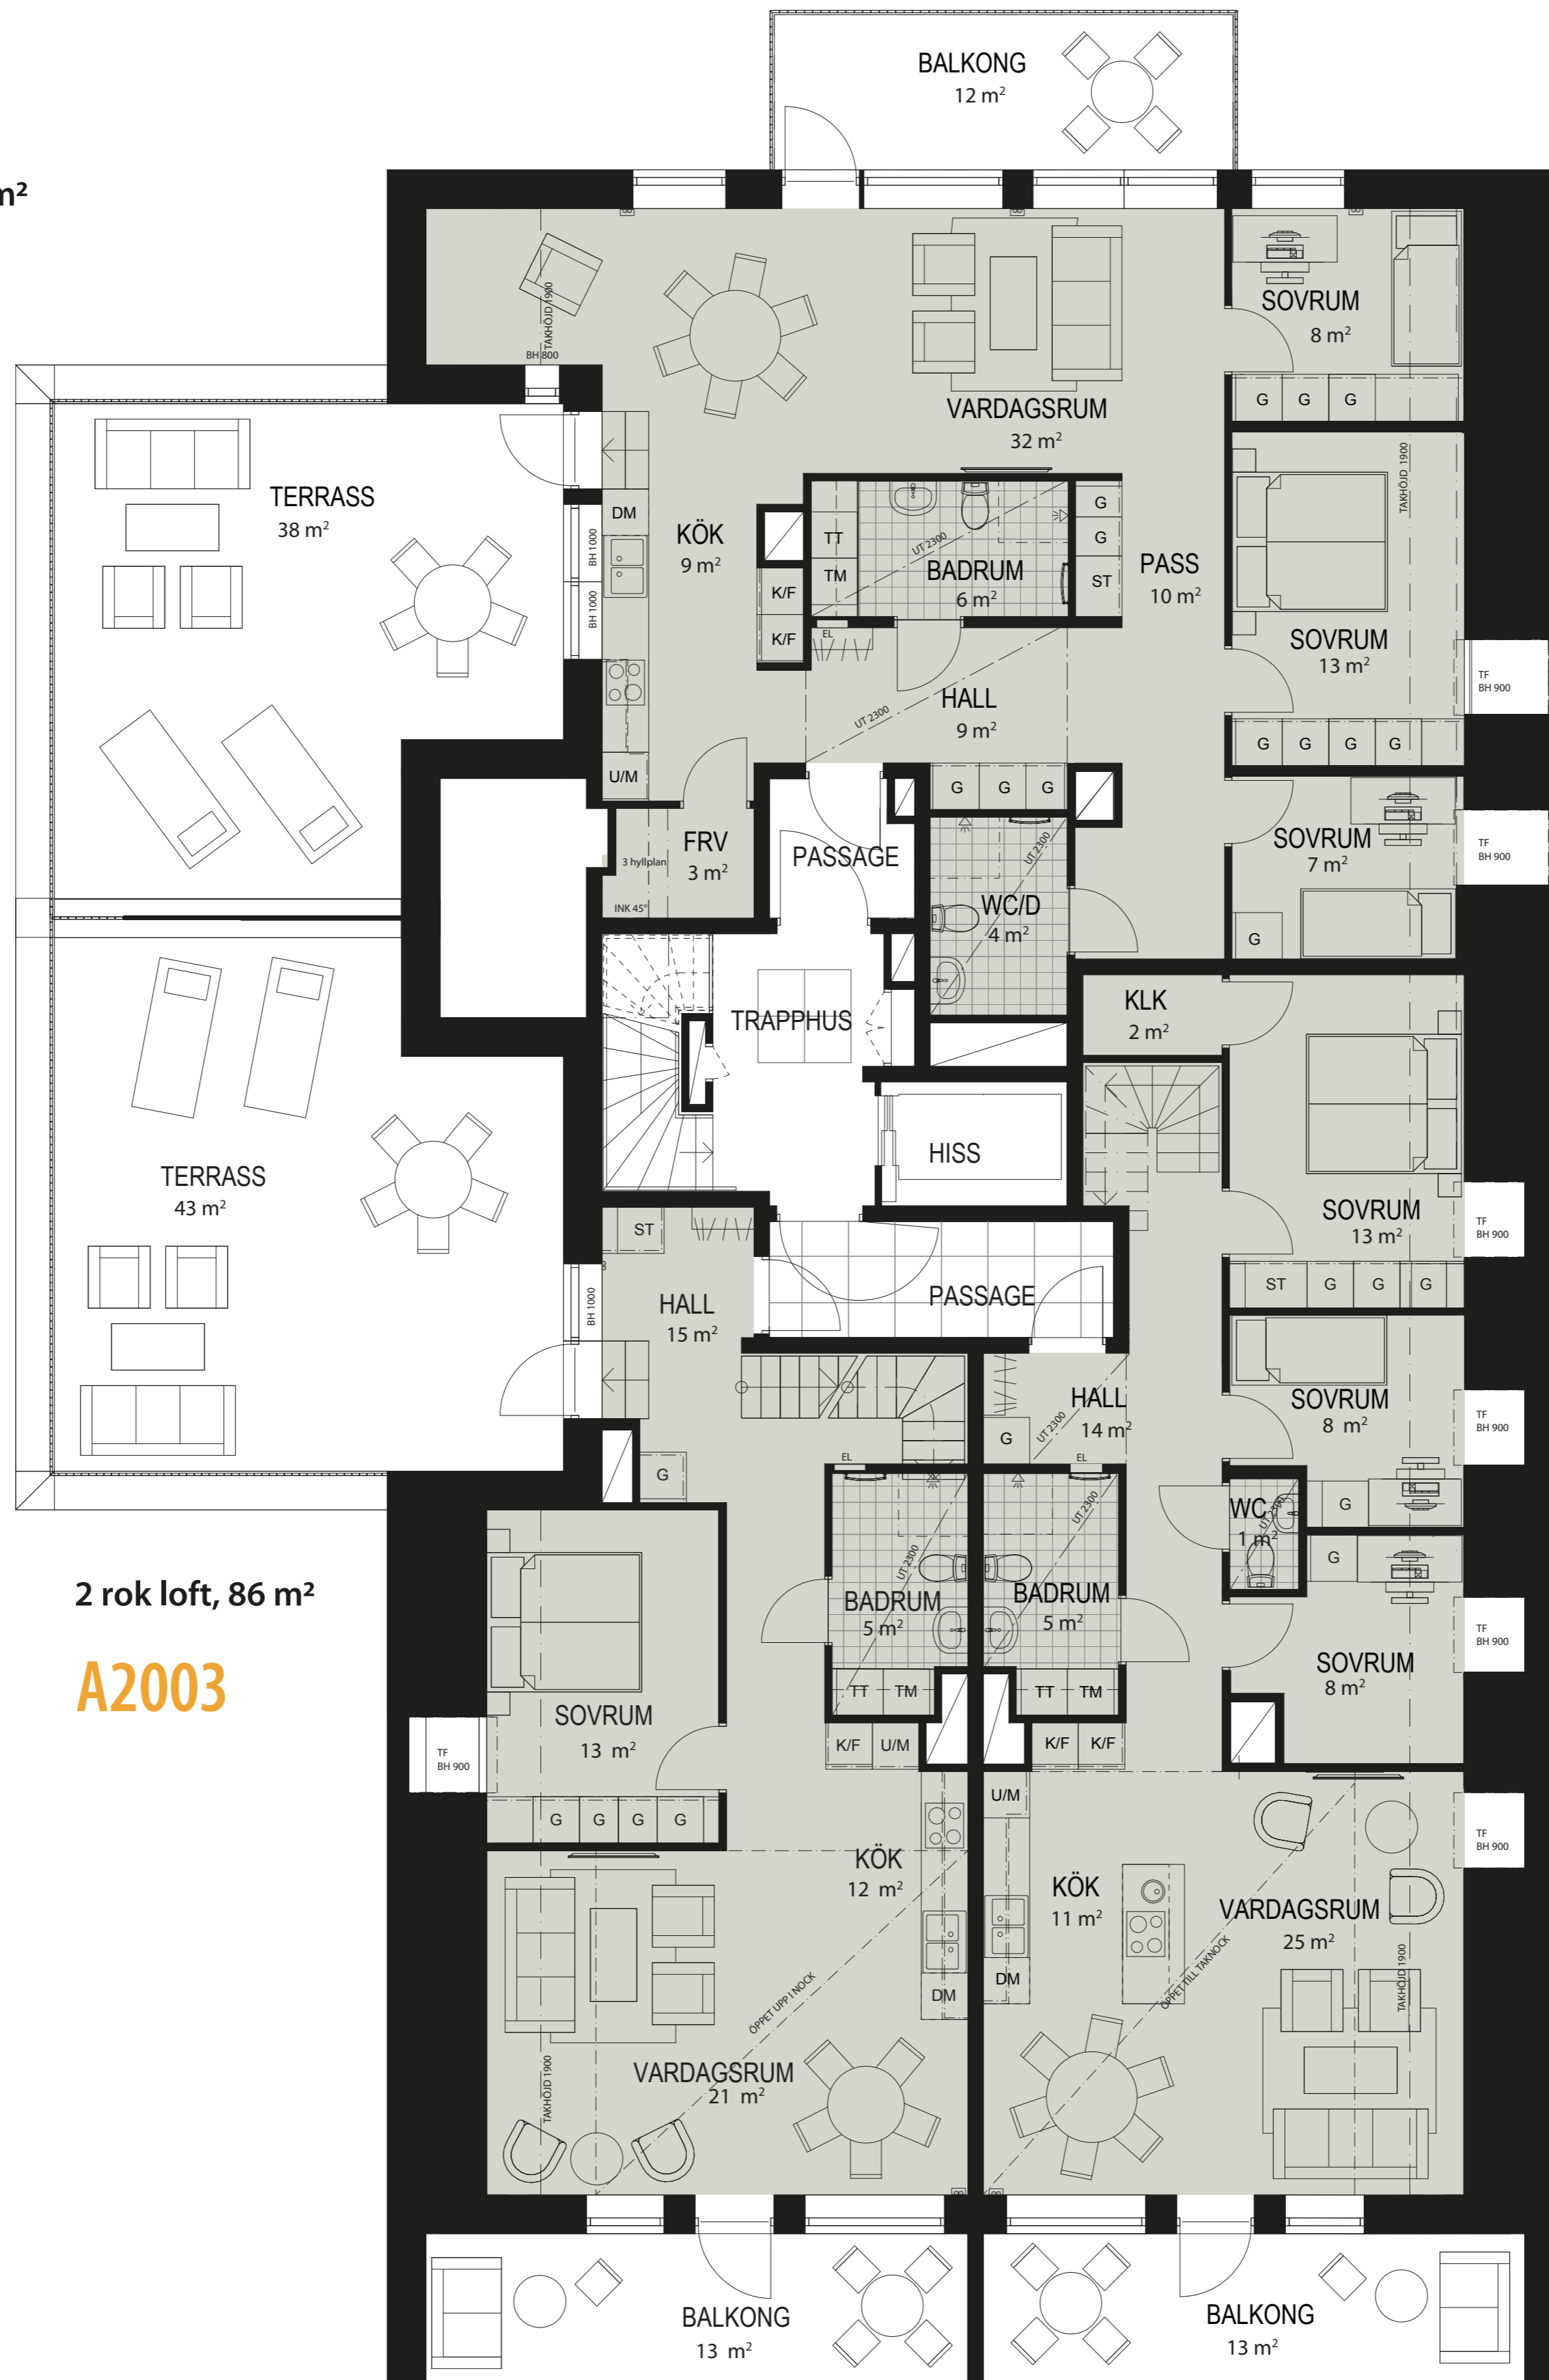 BALKONG
12 m²
m²
TAKHÖJD 1900
BH 800
SOVRUM
8 m²
G G G
VARDAGSRUM
32 m²
TERRASS
38 m²
BH 1000
BH 1000
DM
KÖK
9 m²
K/F
K/F
U/M
TT
TM
UT 2300
BADRUM
6 m²
EL
G
G
ST
PASS
10 m²
TAKHÖJD 1900
SOVRUM
13 m²
TF
BH 900
G G G G
HALL
9 m²
UT 2300
G G G
FRV
3 m²
3 hyllplan
INK 45°
PASSAGE
UT 2300
WC/D
4 m²
SOVRUM
7 m²
TF
BH 900
G
TRAPPHUS
HISS
KLK
2 m²
SOVRUM
13 m²
TF
BH 900
ST G G G
TERRASS
43 m²
BH 1000
ST
HALL
15 m²
G
PASSAGE
HALL
14 m²
UT 2300
G
EL
EL
SOVRUM
8 m²
TF
BH 900
G
WC
1 m²
UT 2300
G
SOVRUM
8 m²
TF
BH 900
2 rok loft, 86 m²
A2003
UT 2300
BADRUM
5 m²
TT TM
K/F U/M
UT 2300
BADRUM
5 m²
TT TM
K/F K/F
SOVRUM
13 m²
TF
BH 900
G G G G
KÖK
12 m²
DM
ÖPPET UPP I NOCK
VARDAGSRUM
21 m²
TAKHÖJD 1900
U/M
KÖK
11 m²
DM
ÖPPET TILL TAKNOCK
VARDAGSRUM
25 m²
TAKHÖJD 1900
TF
BH 900
BALKONG
13 m²
BALKONG
13 m²